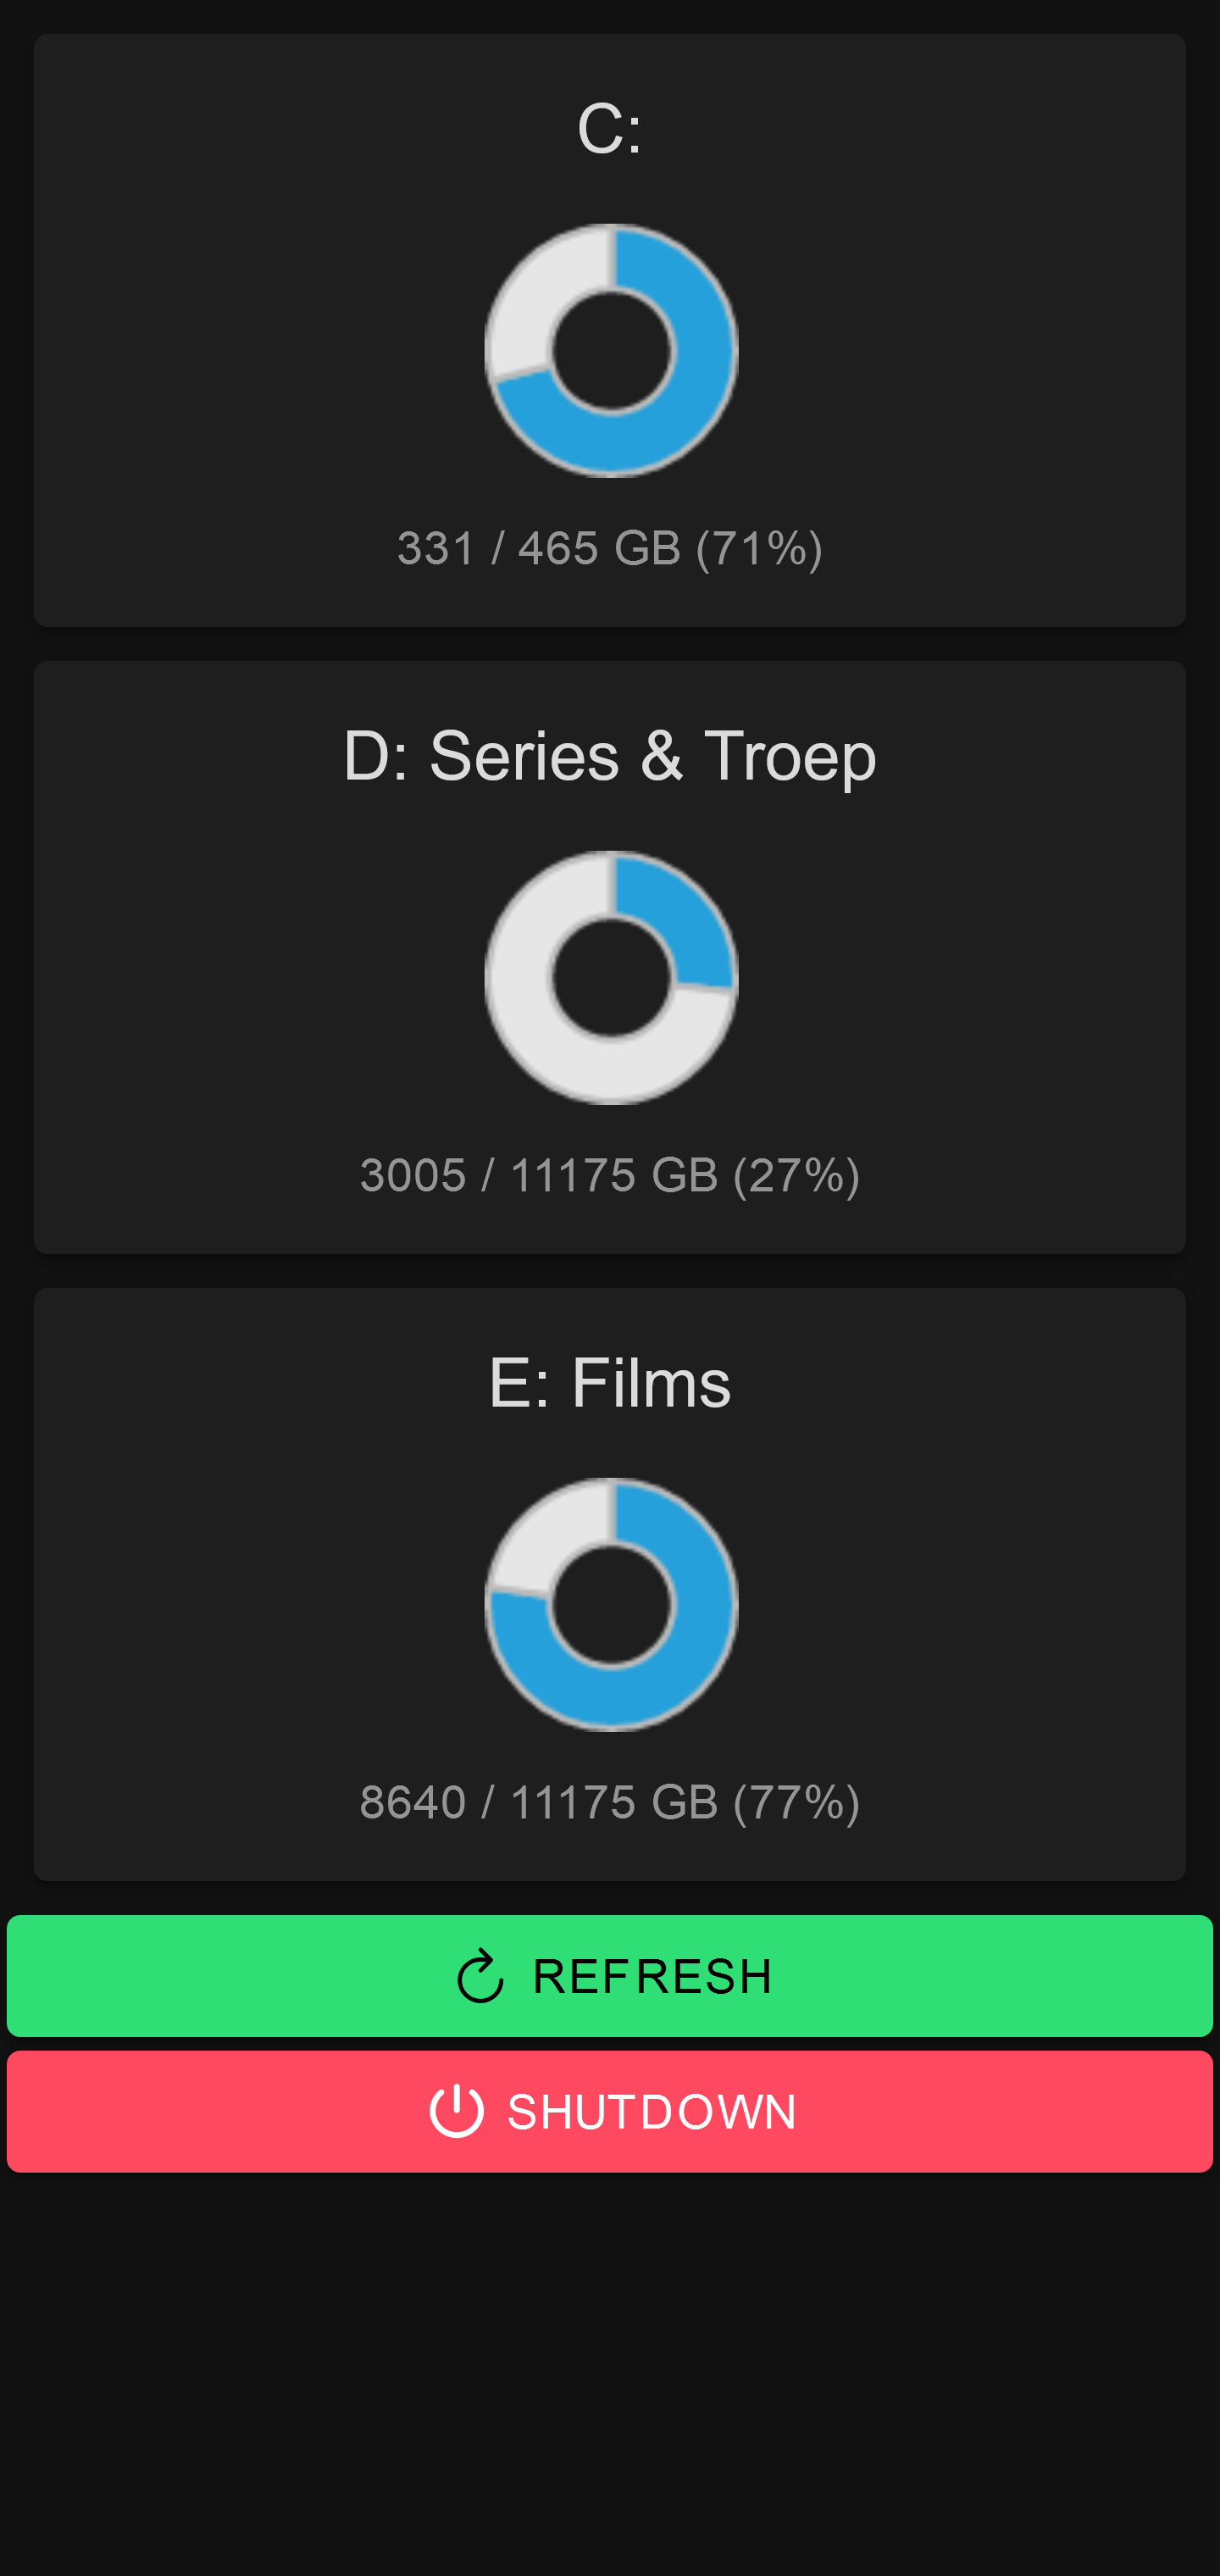 C:
331 / 465 GB (71%)
D: Series & Troep
3005 / 11175 GB (27%)
E: Films
8640 / 11175 GB (77%)
REFRESH
SHUTDOWN